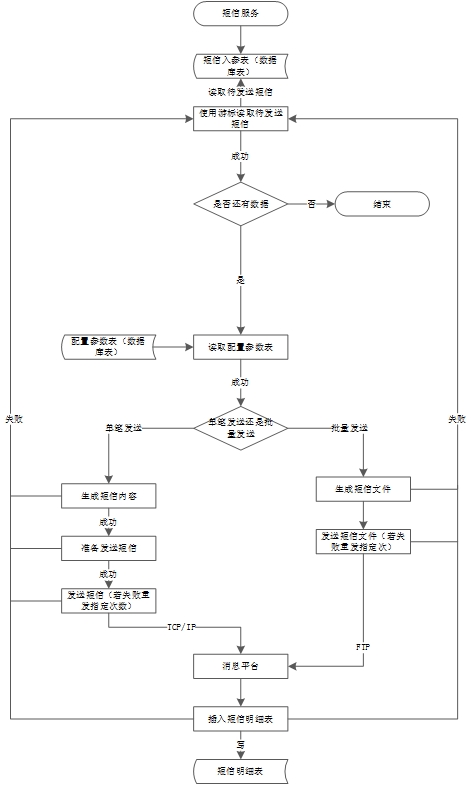 短信服务
短信入参表（数据
库表）
读取待发送短信
使用游标读取待发送
短信
成功
是否还有数据
否
结束
是
配置参数表（数据
库表）
读取配置参数表
成功
失败
单笔发送还是批
量发送
失败
单笔发送
批量发送
生成短信内容
生成短信文件
成功
准备发送短信
发送短信文件（若失
败重发指定次）
成功
发送短信（若失败重
发指定次数）
TCP/IP
FTP
消息平台
插入短信明细表
写
短信明细表